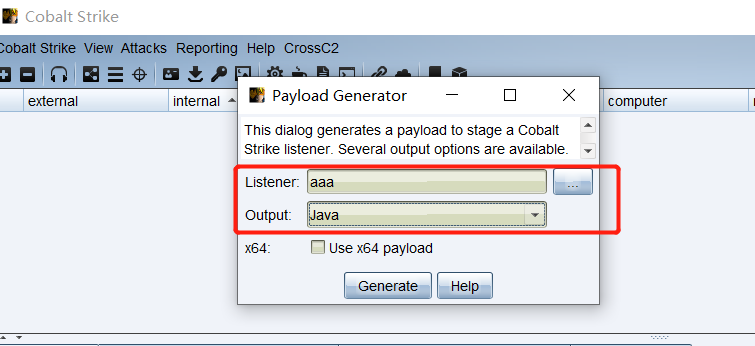 Cobalt Strike
Cobalt Strike View Attacks Reporting Help CrossC2
external internal computer
Payload Generator
This dialog generates a payload to stage a Cobalt
Strike listener. Several output options are available.
Listener: aaa ...
Output: Java
x64: Use x64 payload
Generate Help